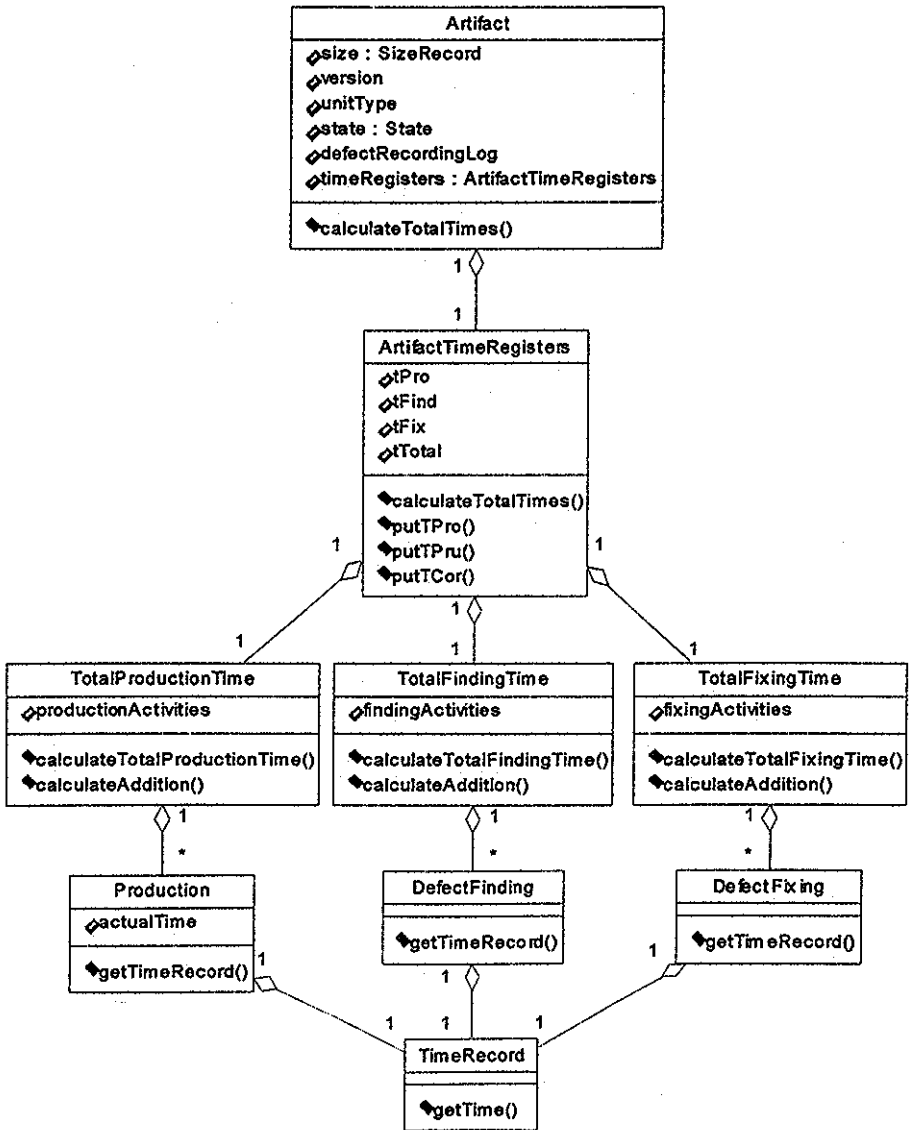 Artifact
size : SizeRecord
version
unitType
state : State
defectRecordingLog
timeRegisters : ArtifactTimeRegisters
calculateTotalTimes()
1
1
ArtifactTimeRegisters
tPro
tFind
tFix
tTotal
calculateTotalTimes()
putTPro()
putTPru()
putTCor()
1
1
1
1
1
1
TotalProductionTime
productionActivities
calculateTotalProductionTime()
calculateAddition()
TotalFindingTime
findingActivities
calculateTotalFindingTime()
calculateAddition()
TotalFixingTime
fixingActivities
calculateTotalFixingTime()
calculateAddition()
1
*
1
*
1
*
Production
actualTime
getTimeRecord()
DefectFinding
getTimeRecord()
DefectFixing
getTimeRecord()
1
1
1
1
1
1
TimeRecord
getTime()